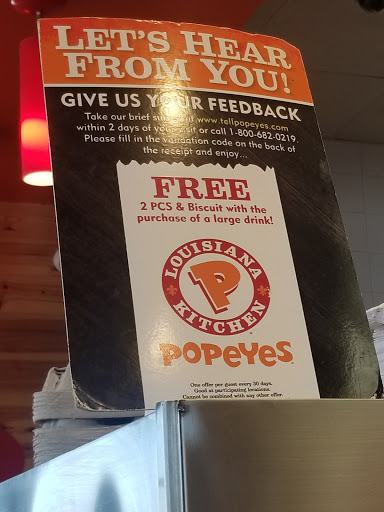 LET'S HEAR
FROM YOU!
GIVE US YOUR FEEDBACK
Take our brief survey at www.tellpopeyes.com
within 2 days of your visit or call 1-800-682-0219.
Please fill in the validation code on the back of
the receipt and enjoy...
FREE
2 PCS & Biscuit with the
purchase of a large drink!
LOUISIANA
P
KITCHEN
POPEYES
One offer per guest every 30 days.
Good at participating locations.
Cannot be combined with any other offer.